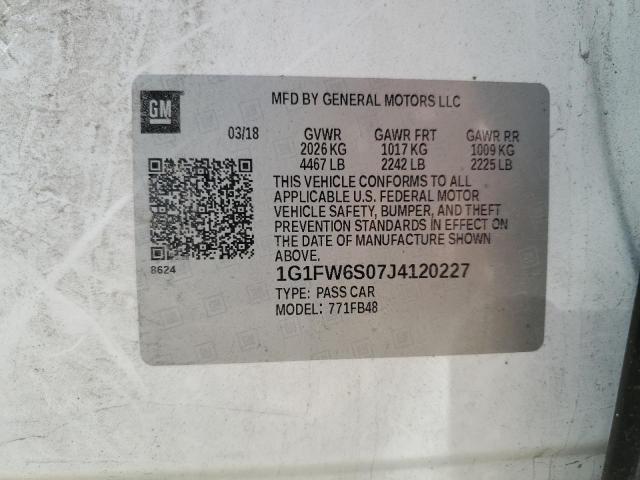 GM
MFD BY GENERAL MOTORS LLC
03/18 GVWR GAWR FRT GAWR RR
2026 KG 1017 KG 1009 KG
4467 LB 2242 LB 2225 LB
THIS VEHICLE CONFORMS TO ALL
APPLICABLE U.S. FEDERAL MOTOR
VEHICLE SAFETY, BUMPER, AND THEFT
PREVENTION STANDARDS IN EFFECT ON
THE DATE OF MANUFACTURE SHOWN
ABOVE.
8624
1G1FW6S07J4120227
TYPE: PASS CAR
MODEL: 771FB48